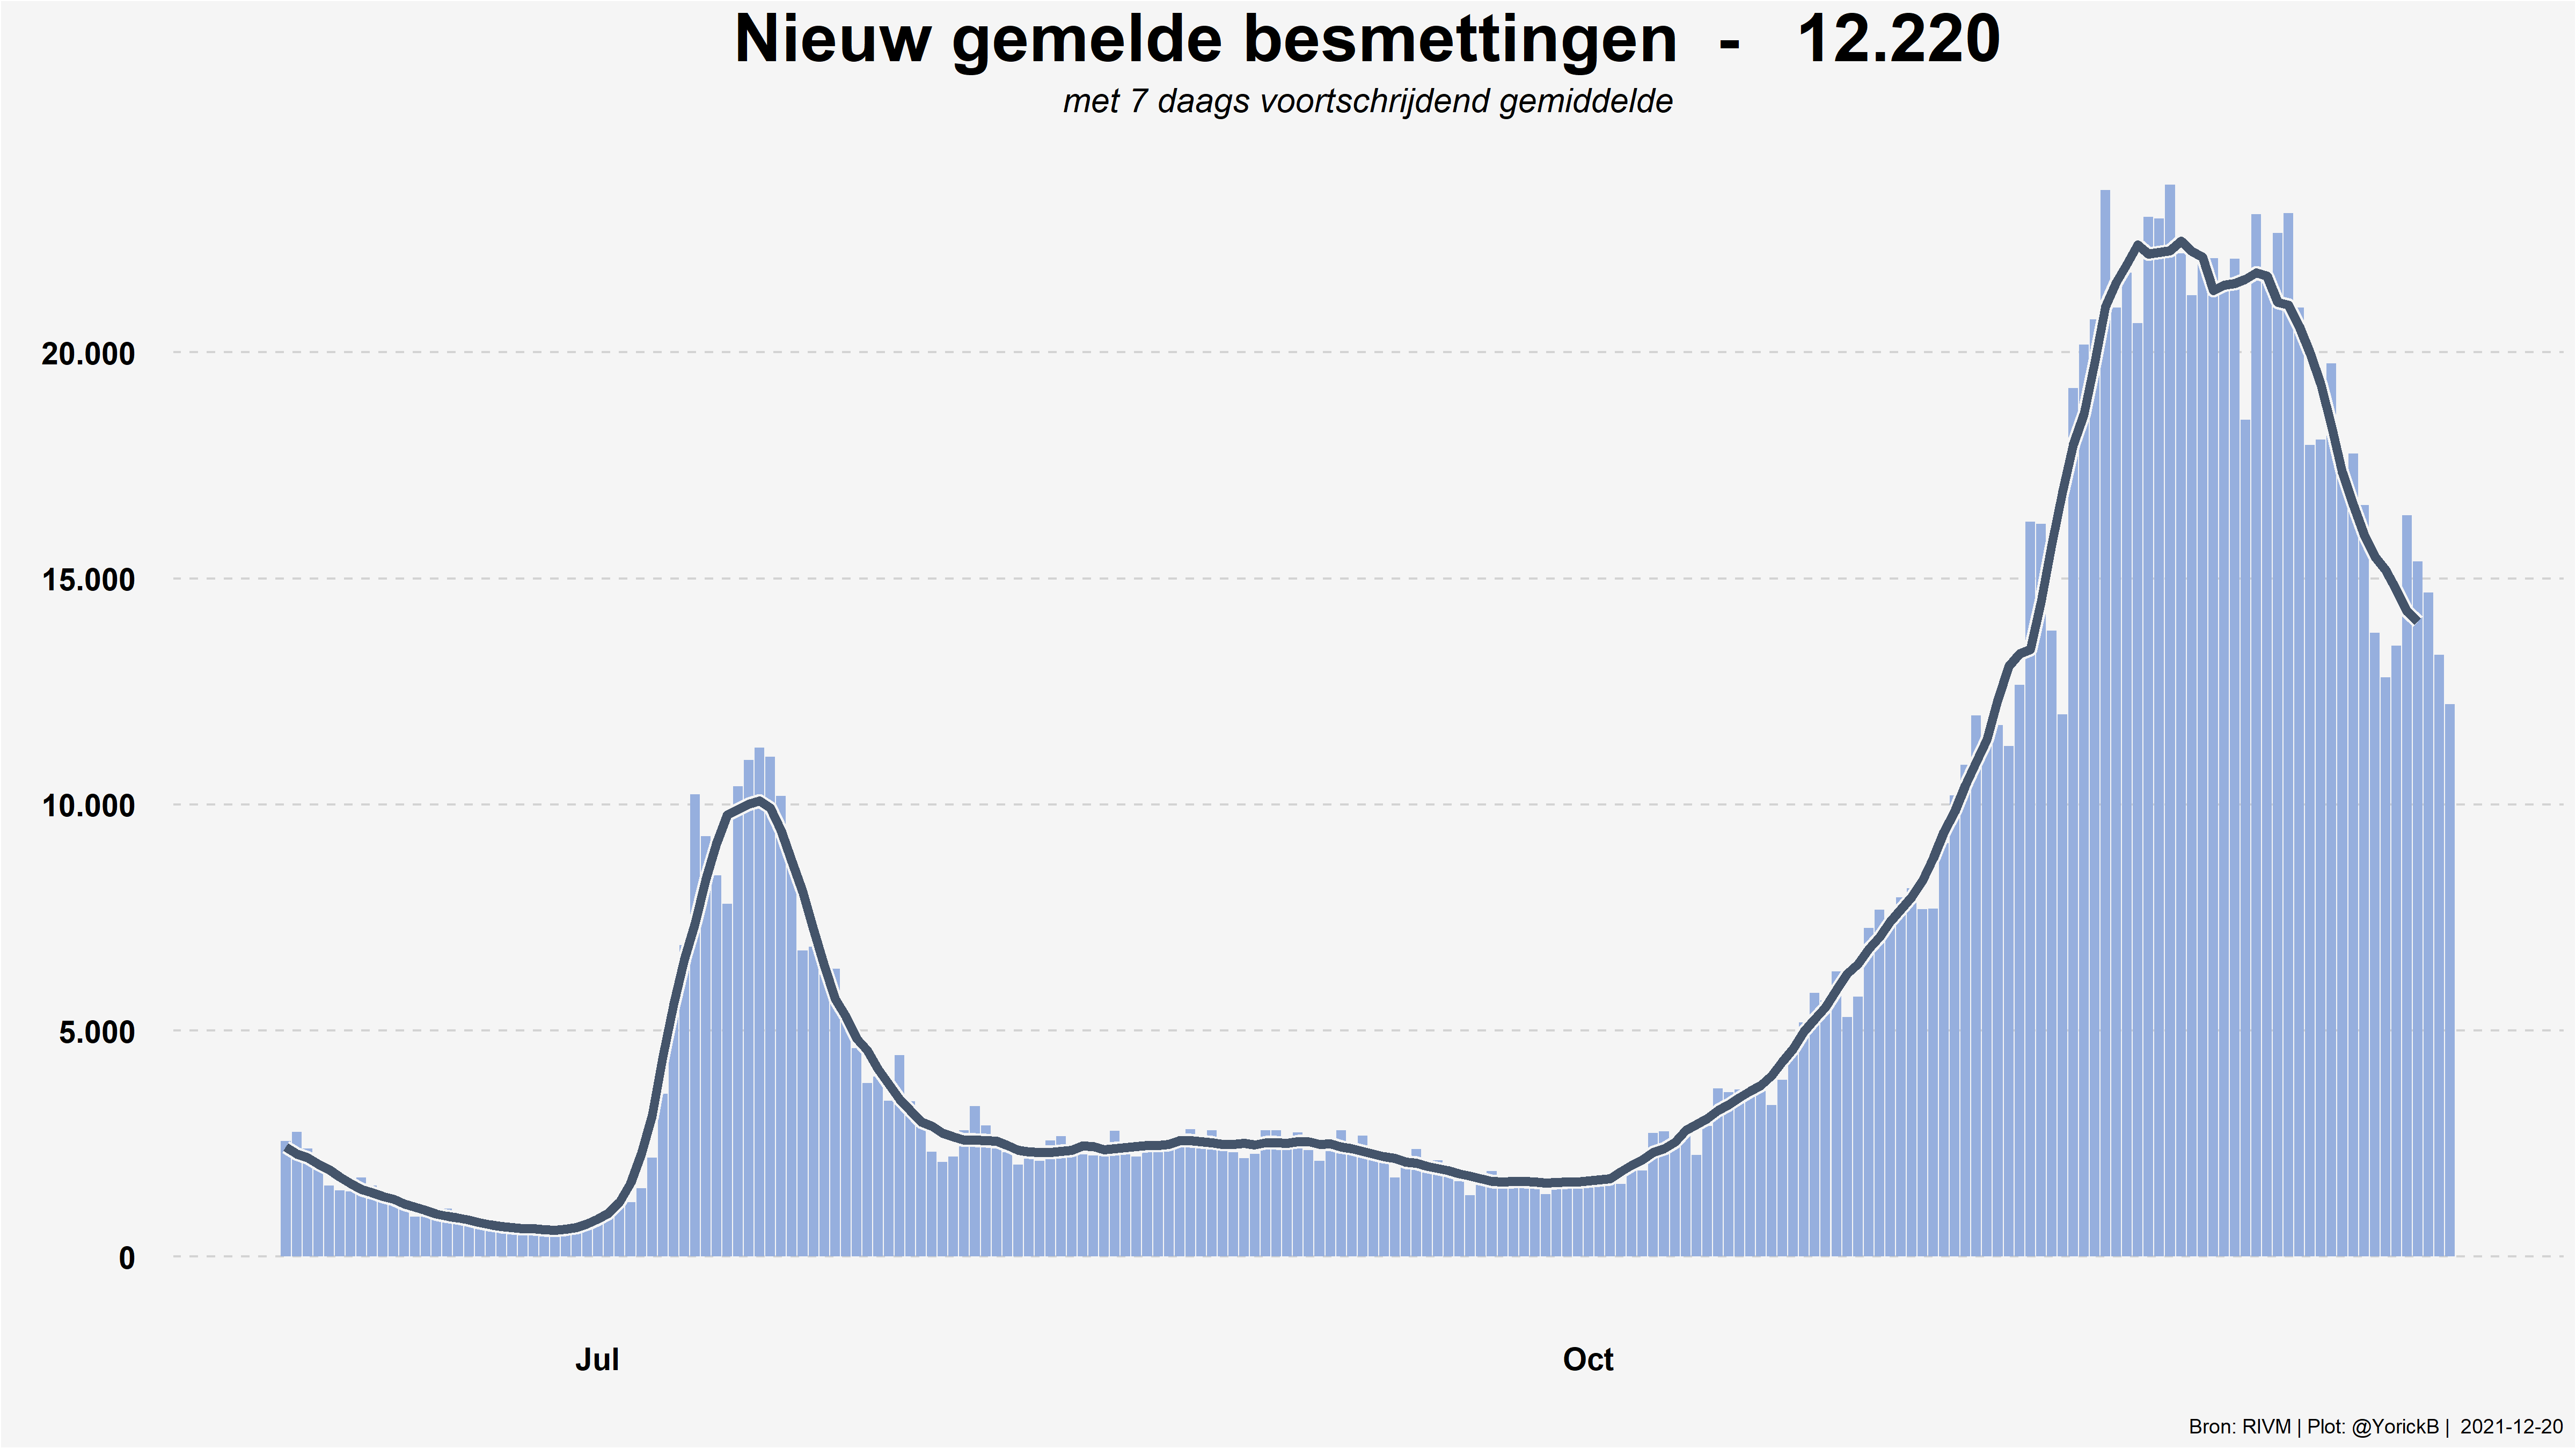 Nieuw gemelde besmettingen - 12.220
met 7 daags voortschrijdend gemiddelde
20.000
15.000
10.000
5.000
0
Jul Oct
Bron: RIVM | Plot: @YorickB | 2021-12-20